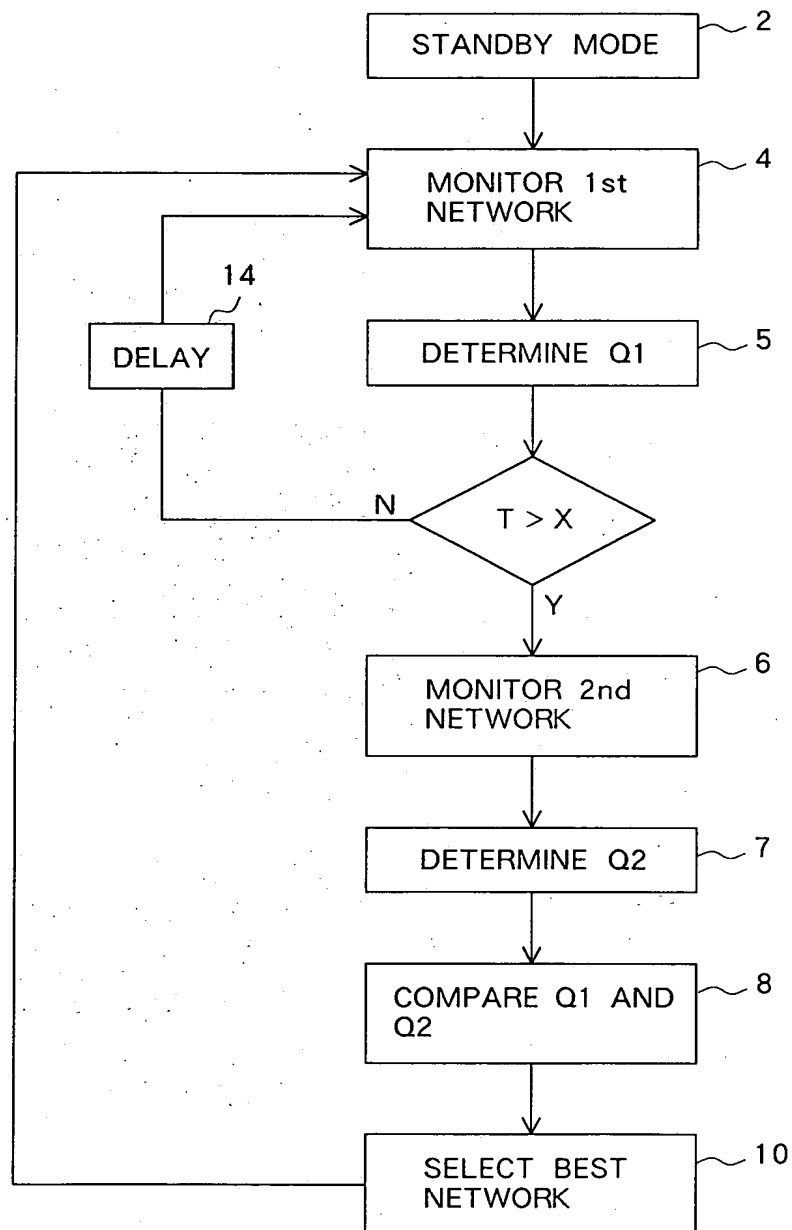 STANDBY MODE
2
MONITOR 1st
NETWORK
4
14
DELAY
DETERMINE Q1
5
N
T > X
Y
MONITOR 2nd
NETWORK
6
DETERMINE Q2
7
COMPARE Q1 AND
Q2
8
SELECT BEST
NETWORK
10